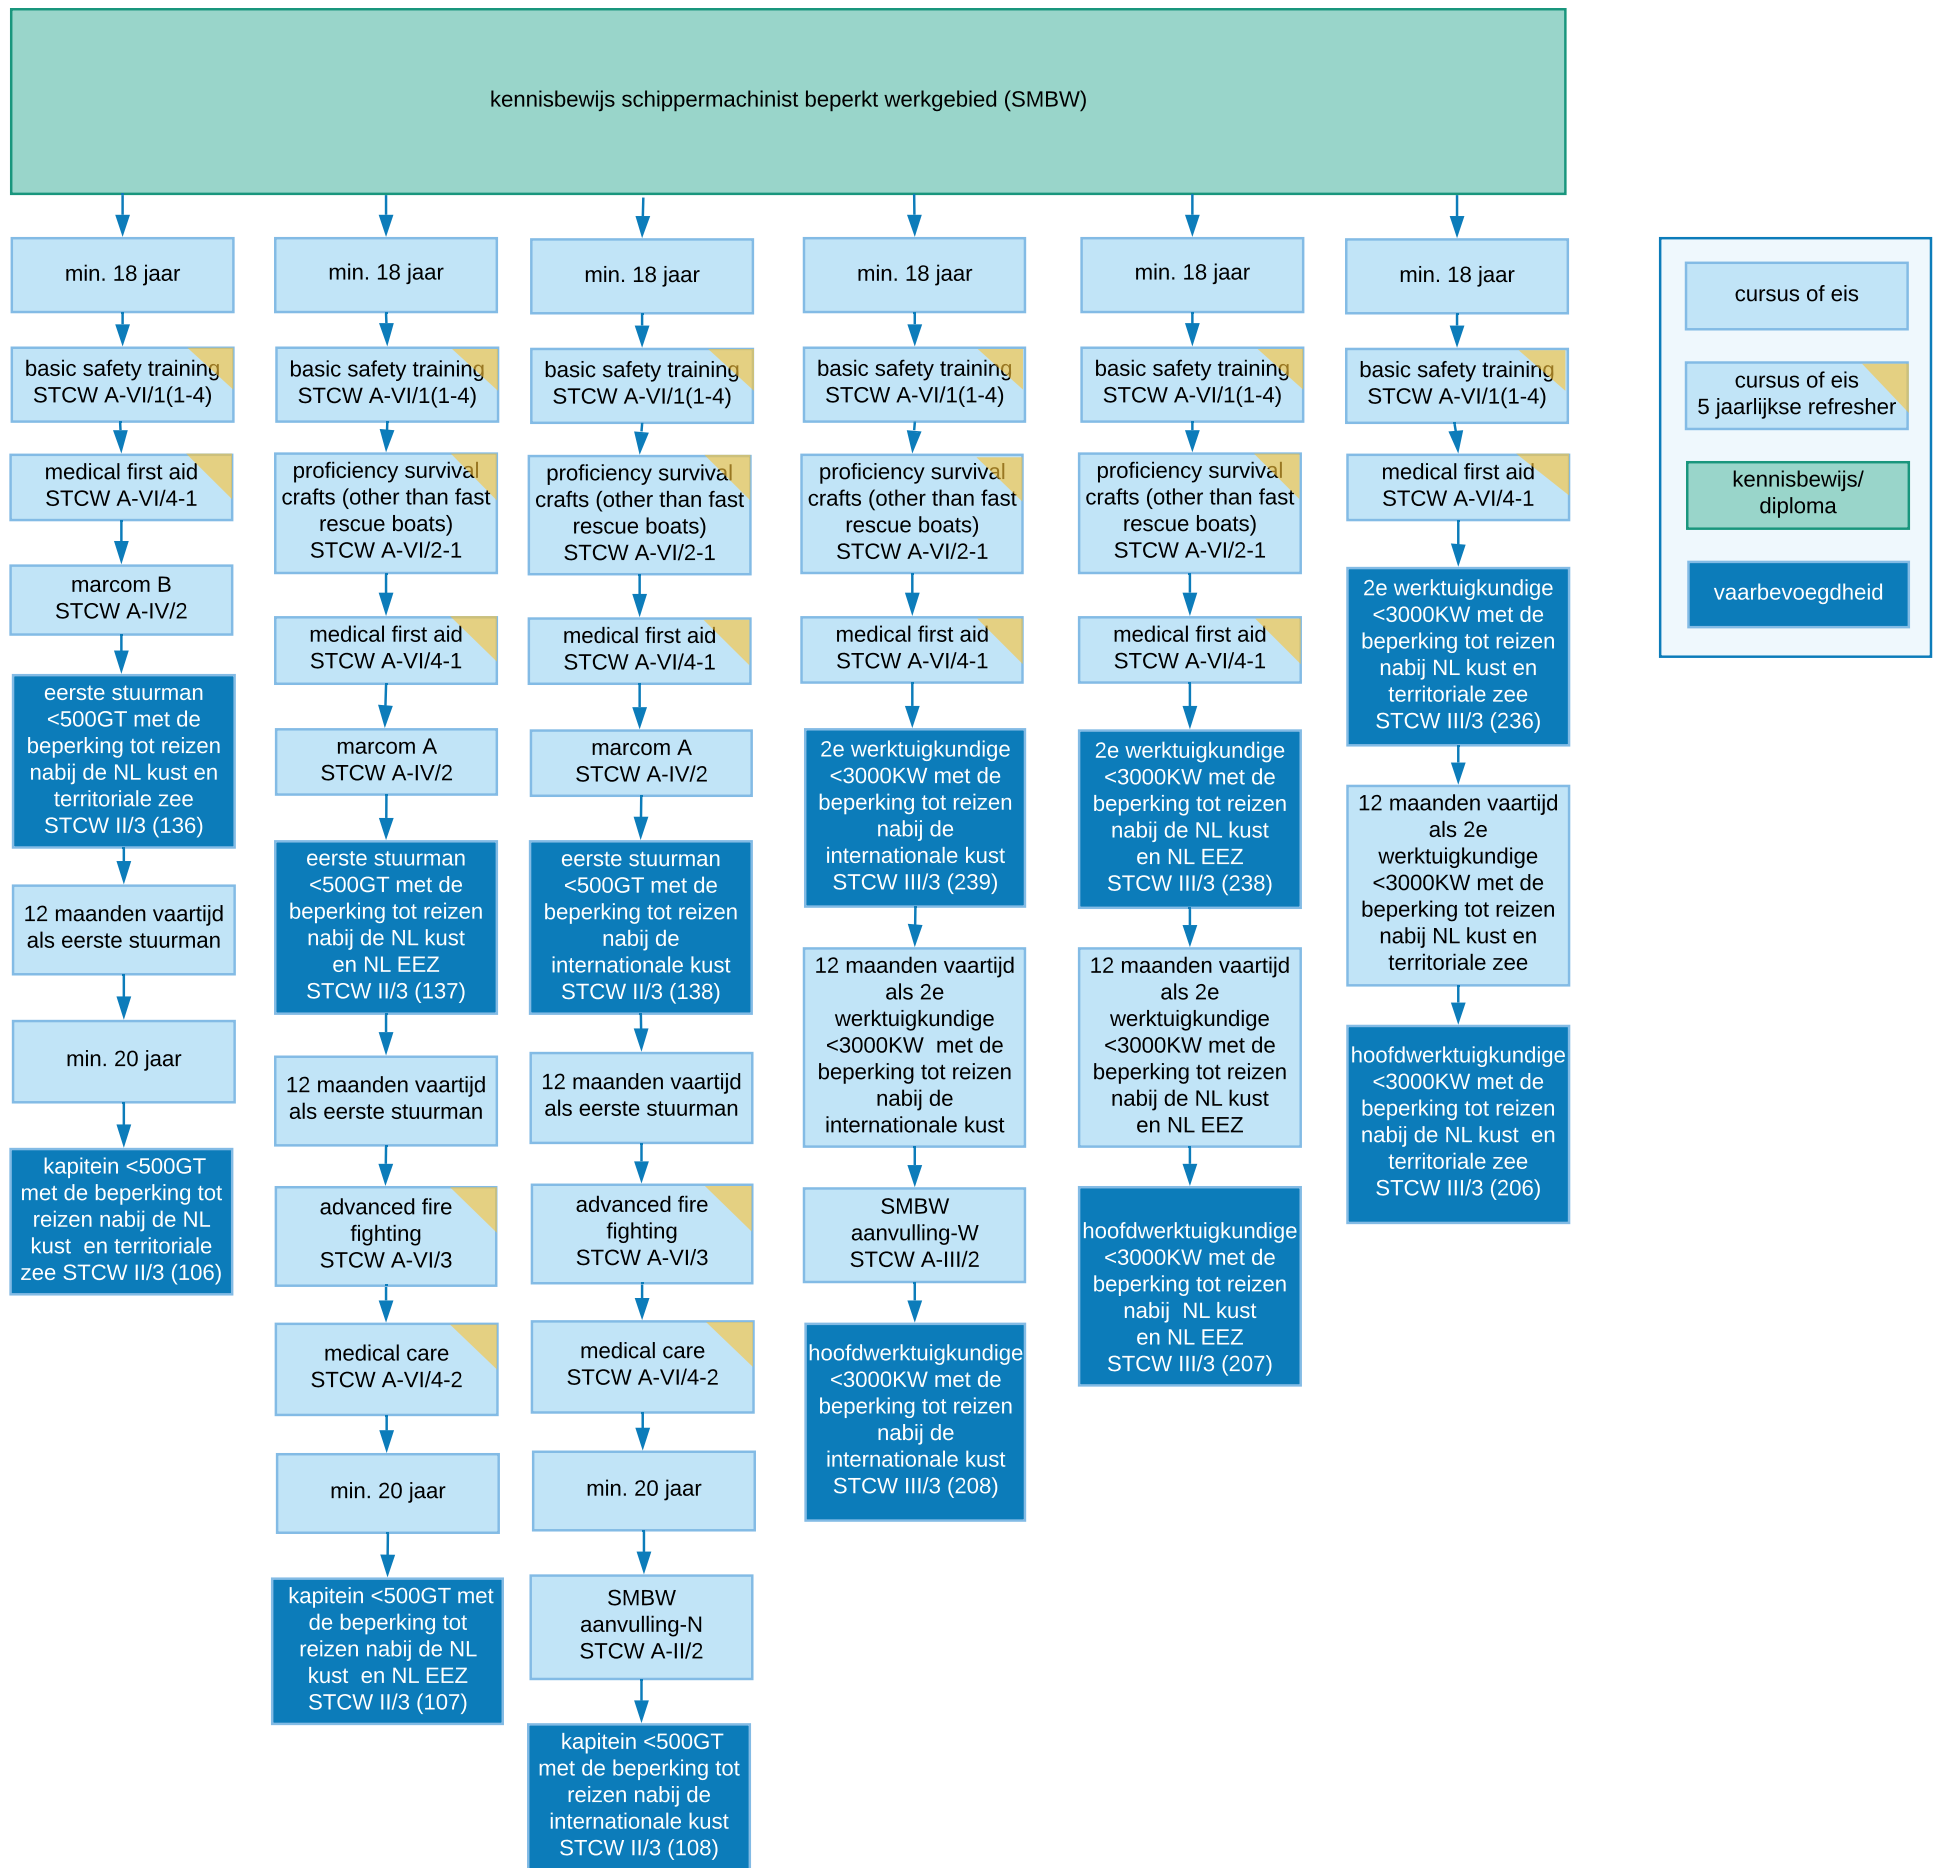 kennisbewijs schippermachinist beperkt werkgebied (SMBW)
min. 18 jaar
basic safety training
STCW A-VI/1(1-4)
medical first aid
STCW A-VI/4-1
marcom B
STCW A-IV/2
eerste stuurman
<500GT met de
beperking tot reizen
nabij de NL kust en
territoriale zee
STCW II/3 (136)
12 maanden vaartijd
als eerste stuurman
min. 20 jaar
kapitein <500GT
met de beperking tot
reizen nabij de NL
kust  en territoriale
zee STCW II/3 (106)
min. 18 jaar
basic safety training
STCW A-VI/1(1-4)
proficiency survival
crafts (other than fast
rescue boats)
STCW A-VI/2-1
medical first aid
STCW A-VI/4-1
marcom A
STCW A-IV/2
eerste stuurman
<500GT met de
beperking tot reizen
nabij de NL kust
en NL EEZ
STCW II/3 (137)
12 maanden vaartijd
als eerste stuurman
advanced fire
fighting
STCW A-VI/3
medical care
STCW A-VI/4-2
min. 20 jaar
kapitein <500GT met
de beperking tot
reizen nabij de NL
kust  en NL EEZ
STCW II/3 (107)
min. 18 jaar
basic safety training
STCW A-VI/1(1-4)
proficiency survival
crafts (other than fast
rescue boats)
STCW A-VI/2-1
medical first aid
STCW A-VI/4-1
marcom A
STCW A-IV/2
eerste stuurman
<500GT met de
beperking tot reizen
nabij de
internationale kust
STCW II/3 (138)
12 maanden vaartijd
als eerste stuurman
advanced fire
fighting
STCW A-VI/3
medical care
STCW A-VI/4-2
min. 20 jaar
SMBW
aanvulling-N
STCW A-II/2
kapitein <500GT
met de beperking tot
reizen nabij de
internationale kust
STCW II/3 (108)
min. 18 jaar
basic safety training
STCW A-VI/1(1-4)
proficiency survival
crafts (other than fast
rescue boats)
STCW A-VI/2-1
medical first aid
STCW A-VI/4-1
2e werktuigkundige
<3000KW met de
beperking tot reizen
nabij de
internationale kust
STCW III/3 (239)
12 maanden vaartijd
als 2e
werktuigkundige
<3000KW  met de
beperking tot reizen
nabij de
internationale kust
SMBW
aanvulling-W
STCW A-III/2
hoofdwerktuigkundige
<3000KW met de
beperking tot reizen
nabij de
internationale kust
STCW III/3 (208)
min. 18 jaar
basic safety training
STCW A-VI/1(1-4)
proficiency survival
crafts (other than fast
rescue boats)
STCW A-VI/2-1
medical first aid
STCW A-VI/4-1
2e werktuigkundige
<3000KW met de
beperking tot reizen
nabij de NL kust
en NL EEZ
STCW III/3 (238)
12 maanden vaartijd
als 2e
werktuigkundige
<3000KW met de
beperking tot reizen
nabij de NL kust
en NL EEZ
hoofdwerktuigkundige
<3000KW met de
beperking tot reizen
nabij  NL kust
en NL EEZ
STCW III/3 (207)
min. 18 jaar
basic safety training
STCW A-VI/1(1-4)
medical first aid
STCW A-VI/4-1
2e werktuigkundige
<3000KW met de
beperking tot reizen
nabij NL kust en
territoriale zee
STCW III/3 (236)
12 maanden vaartijd
als 2e
werktuigkundige
<3000KW met de
beperking tot reizen
nabij NL kust en
territoriale zee
hoofdwerktuigkundige
<3000KW met de
beperking tot reizen
nabij de NL kust  en
territoriale zee
STCW III/3 (206)
cursus of eis
cursus of eis
5 jaarlijkse refresher
kennisbewijs/
diploma
vaarbevoegdheid